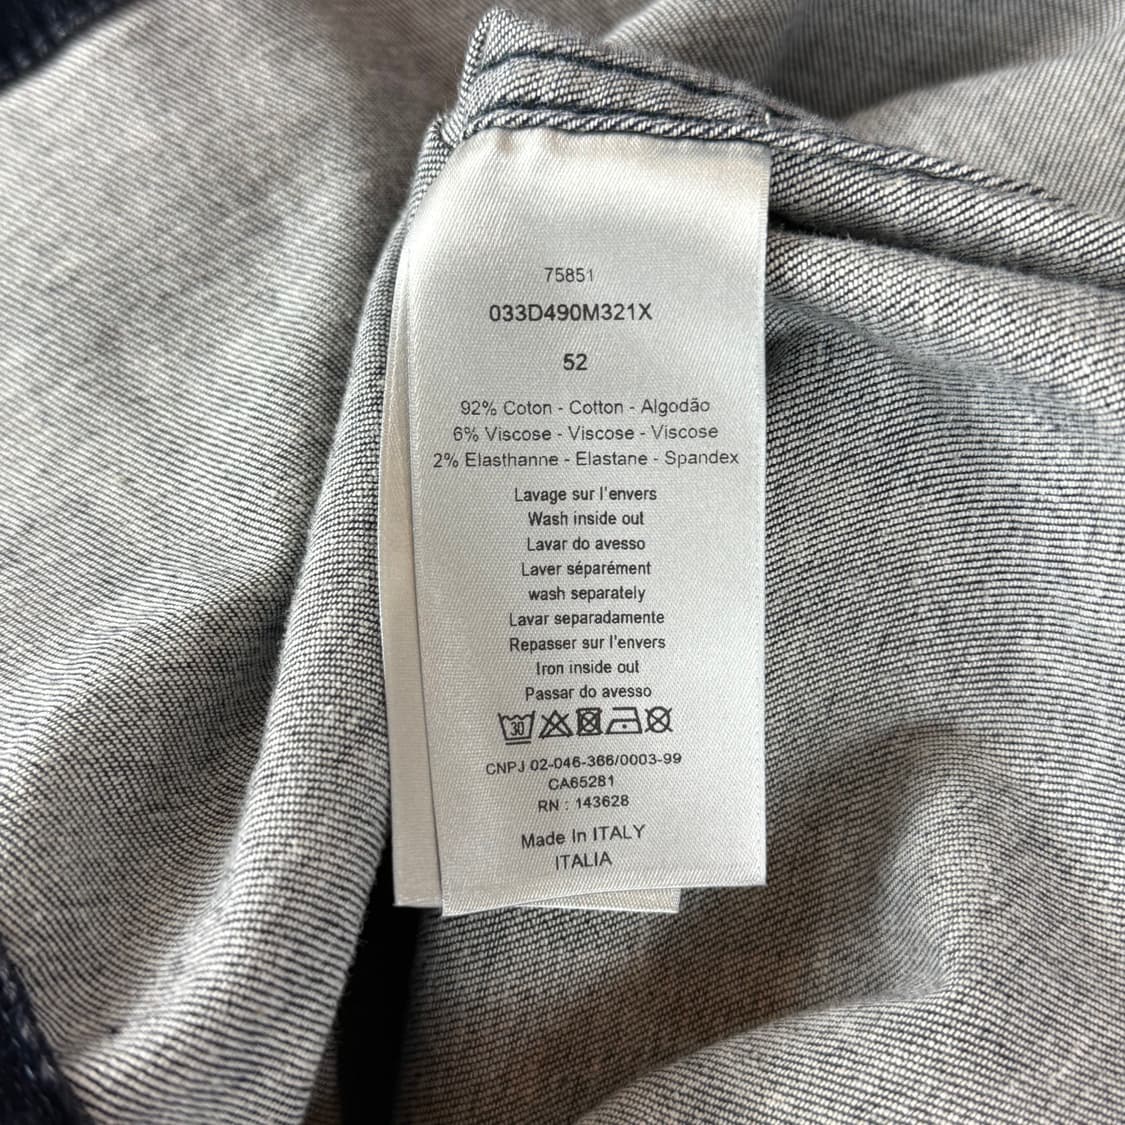 75851
033D490M321X
52
92% Coton - Cotton - Algodão
6% Viscose - Viscose - Viscose
2% Elasthanne - Elastane - Spandex
Lavage sur l'envers
Wash inside out
Lavar do avesso
Laver séparément
wash separately
Lavar separadamente
Repasser sur l'envers
Iron inside out
Passar do avesso
30
CNPJ 02-046-366/0003-99
CA65281
RN : 143628
Made In ITALY
ITALIA